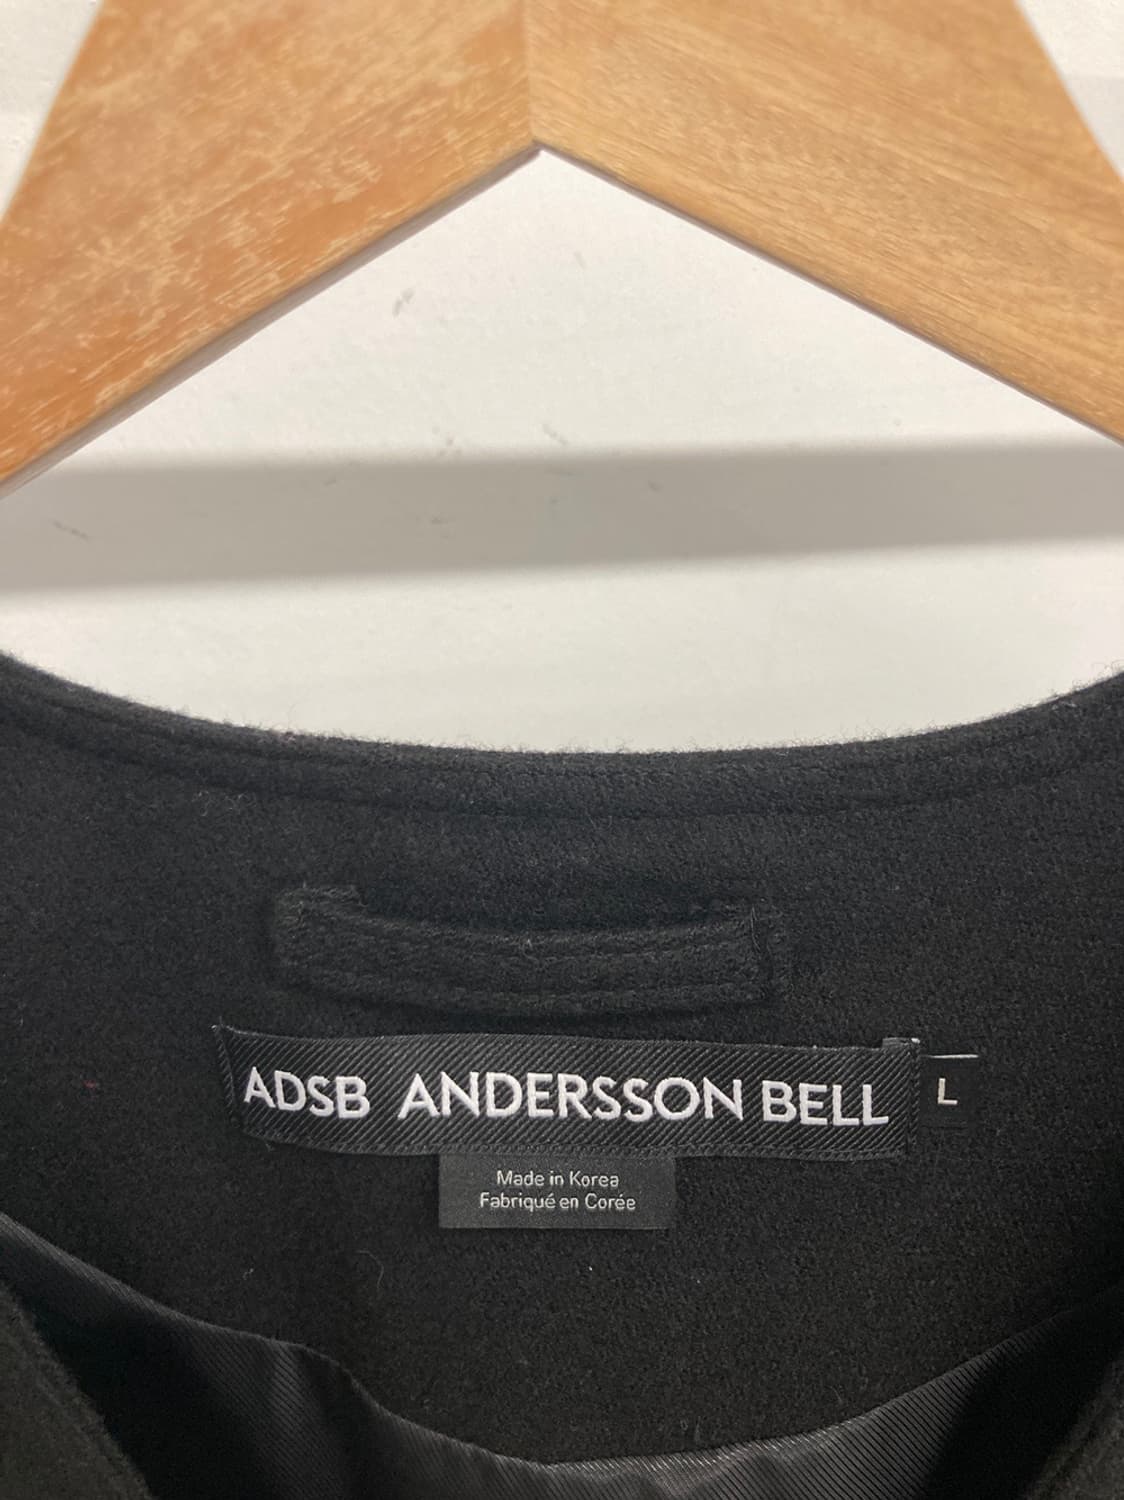 ADSB ANDERSSON BELL
L
Made in Korea
Fabriqué en Corée